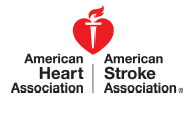 American
Heart
Association
American
Stroke
Association®